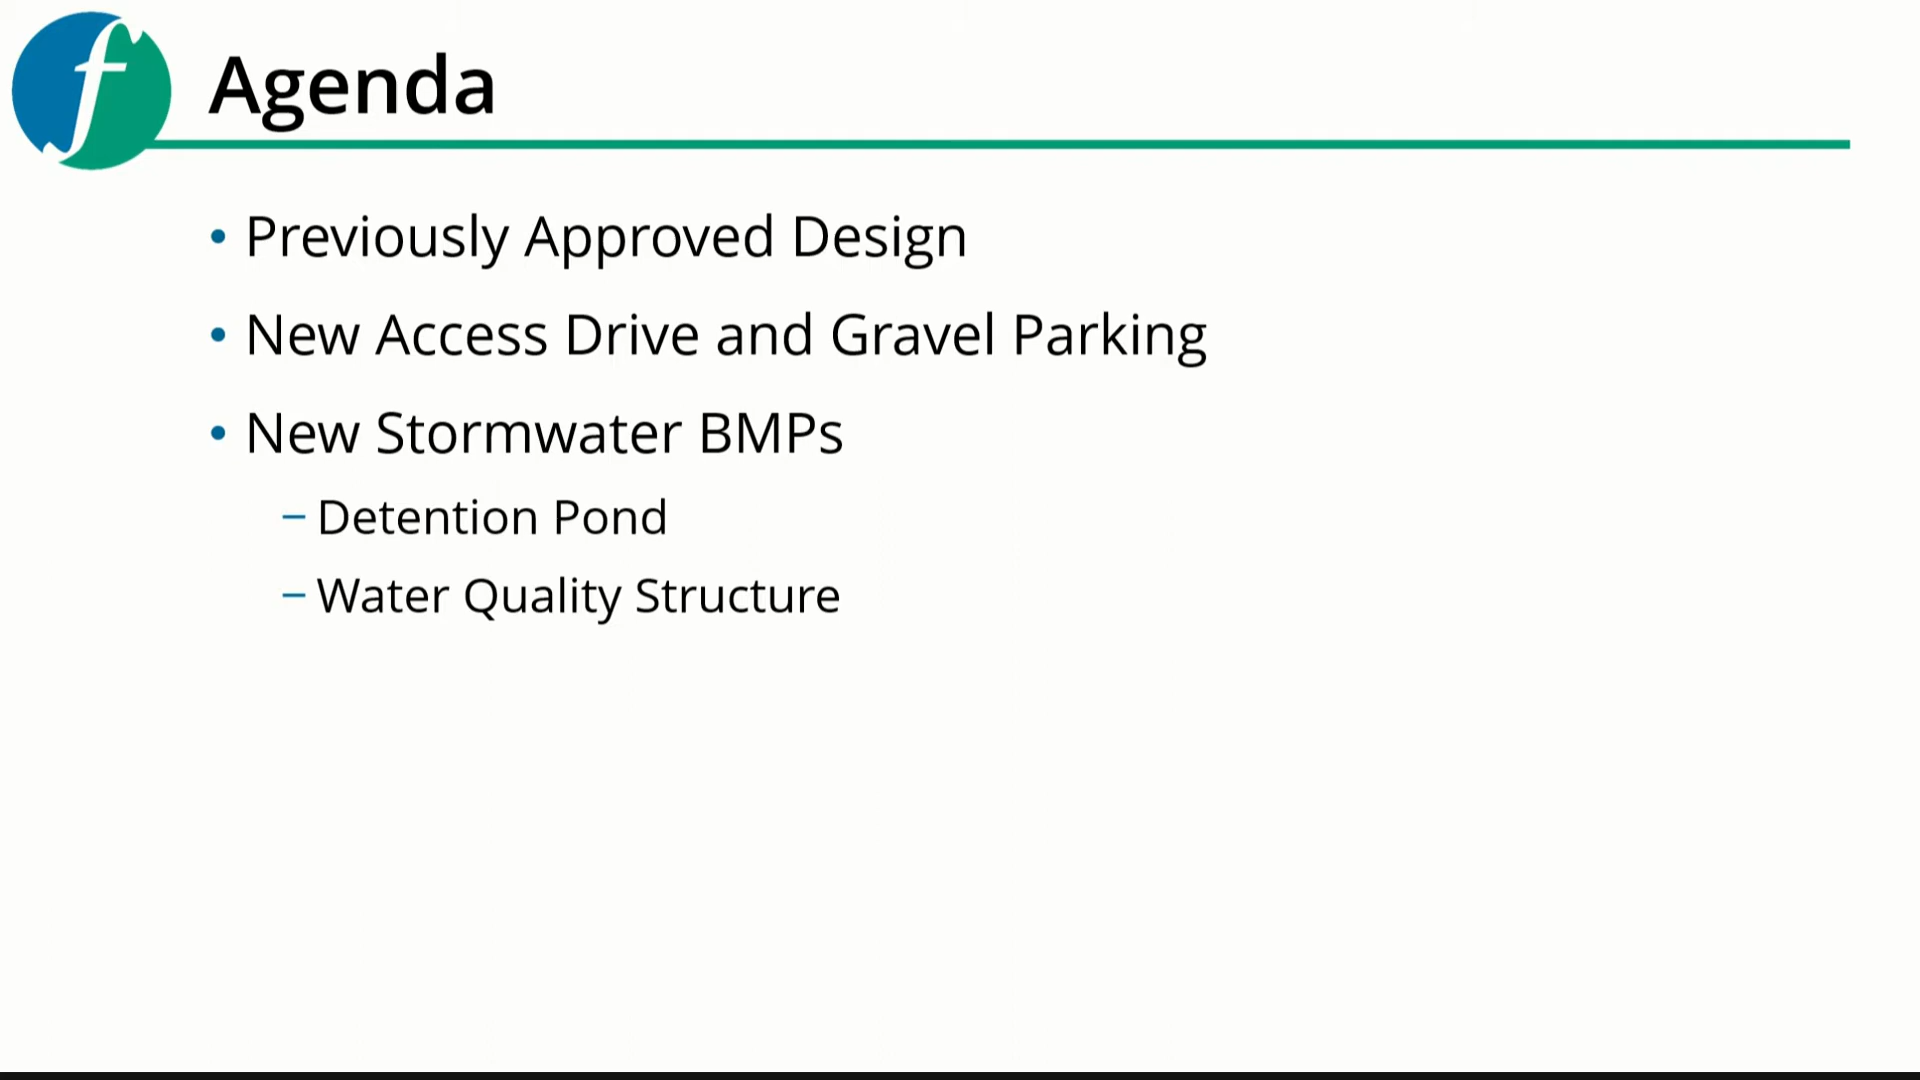 f
Agenda
• Previously Approved Design
• New Access Drive and Gravel Parking
• New Stormwater BMPs
– Detention Pond
– Water Quality Structure